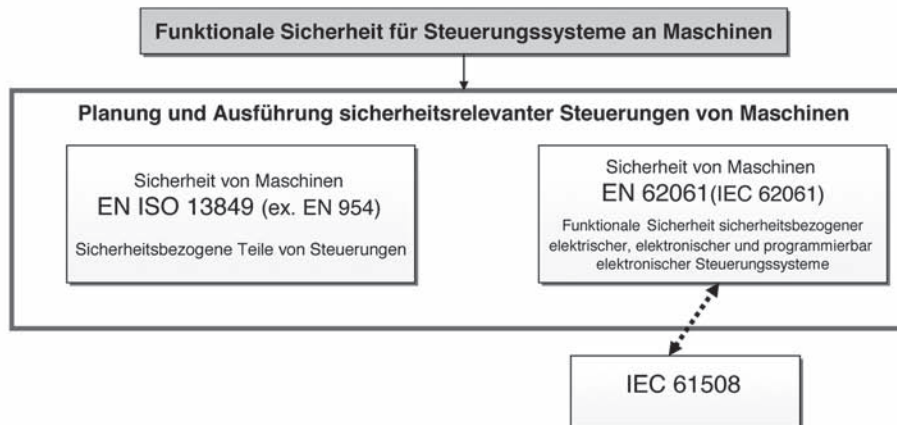 Funktionale Sicherheit für Steuerungssysteme an Maschinen
Planung und Ausführung sicherheitsrelevanter Steuerungen von Maschinen
Sicherheit von Maschinen
EN ISO 13849 (ex. EN 954)
Sicherheitsbezogene Teile von Steuerungen
Sicherheit von Maschinen
EN 62061(IEC 62061)
Funktionale Sicherheit sicherheitsbezogener
elektrischer, elektronischer und programmierbar
elektronischer Steuerungssysteme
IEC 61508